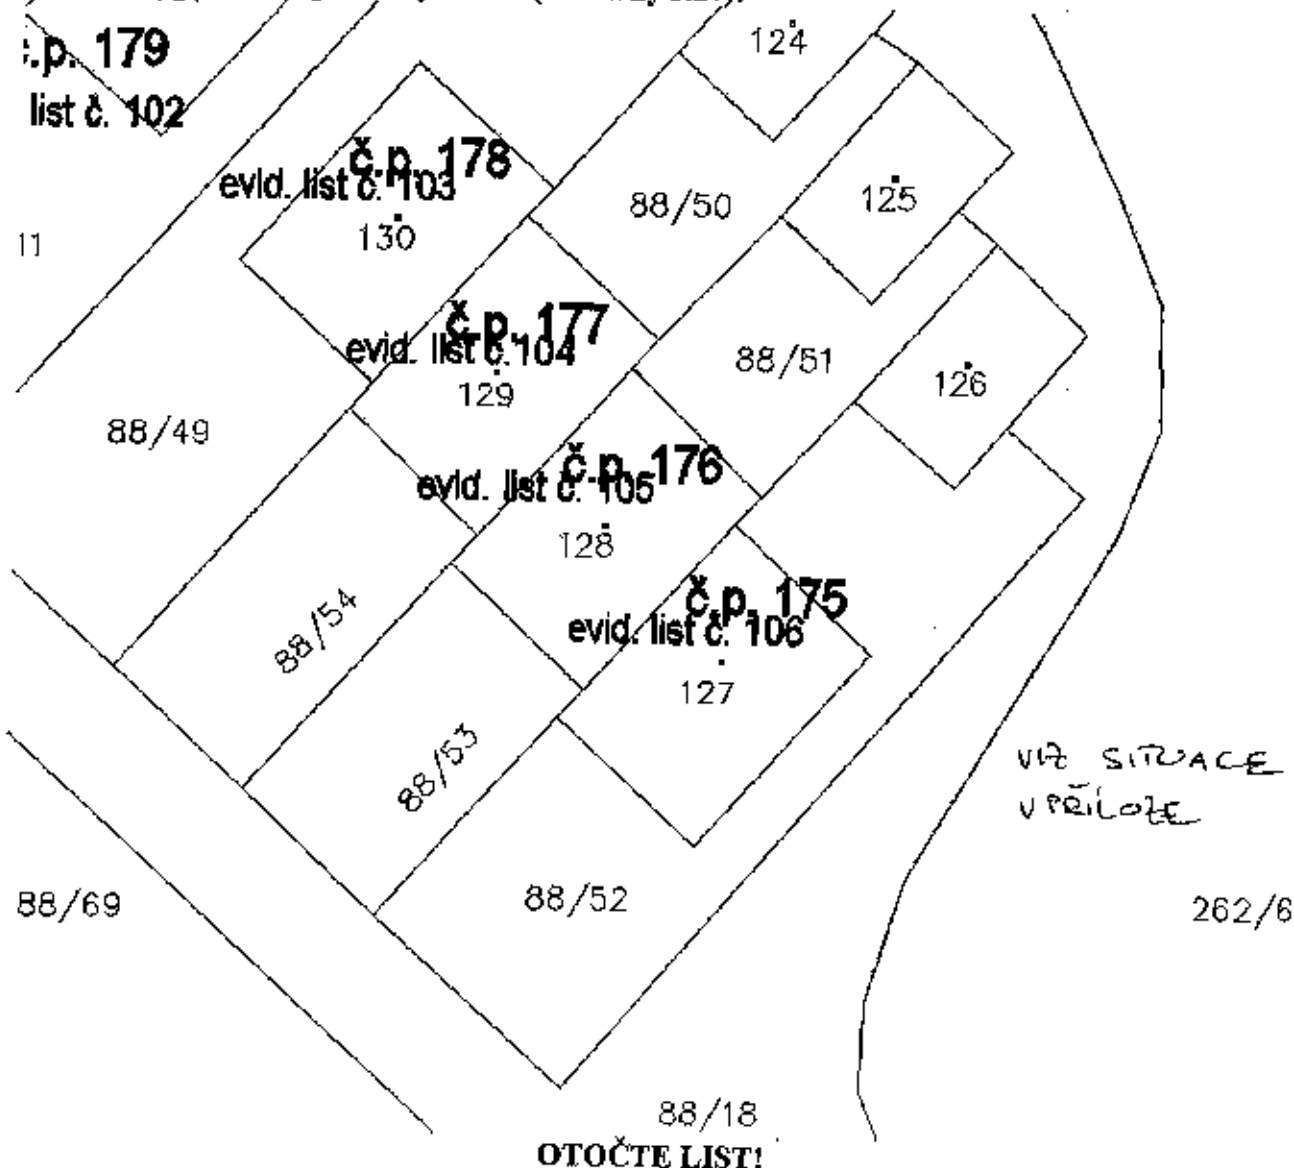 124
č.p. 179
list č. 102
č.p. 178
evid. list č. 103
130
88/50
125
11
č.p. 177
evid. list č. 104
129
88/51
126
88/49
č.p. 176
evid. list č. 105
128
88/54
č.p. 175
evid. list č. 106
127
88/53
VIZ SITUACE
V PŘÍLOZE
88/69
88/52
262/6
88/18
OTOČTE LIST!